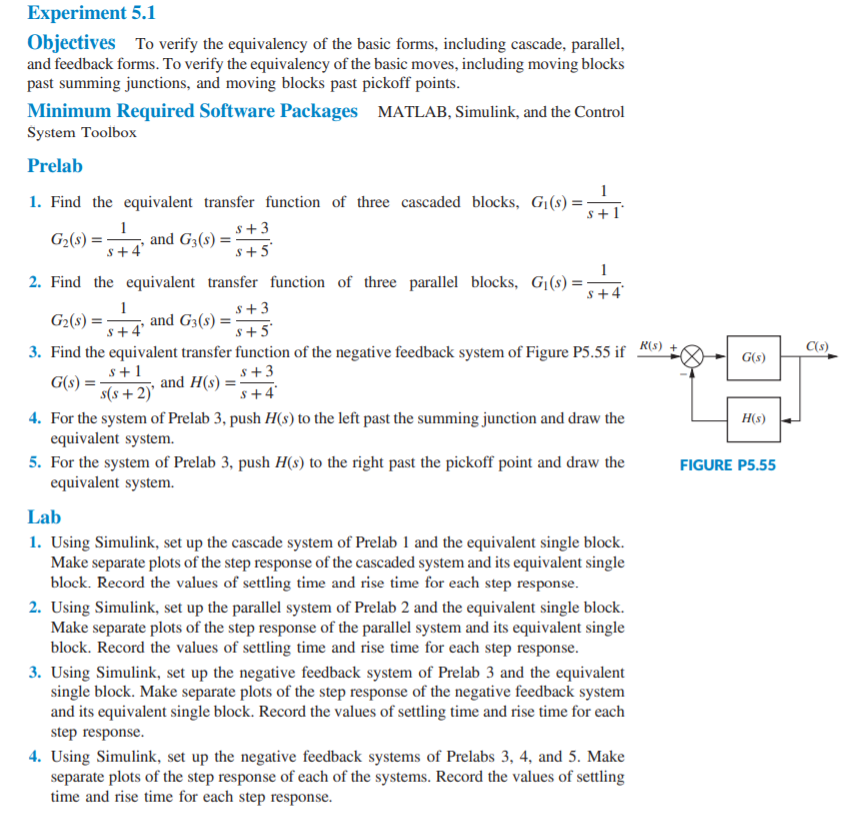 Experiment 5.1
Objectives To verify the equivalency of the basic forms, including cascade, parallel,
and feedback forms. To verify the equivalency of the basic moves, including moving blocks
past summing junctions, and moving blocks past pickoff points.
Minimum Required Software Packages MATLAB, Simulink, and the Control
System Toolbox
Prelab
1. Find the equivalent transfer function of three cascaded blocks, G₁(s) = 1/(s + 1),
G₂(s) = 1/(s + 4), and G₃(s) = (s + 3)/(s + 5).
2. Find the equivalent transfer function of three parallel blocks, G₁(s) = 1/(s + 4),
G₂(s) = 1/(s + 4), and G₃(s) = (s + 3)/(s + 5).
3. Find the equivalent transfer function of the negative feedback system of Figure P5.55 if
G(s) = (s + 1)/(s(s + 2)), and H(s) = (s + 3)/(s + 4).
4. For the system of Prelab 3, push H(s) to the left past the summing junction and draw the
equivalent system.
5. For the system of Prelab 3, push H(s) to the right past the pickoff point and draw the
equivalent system.
R(s) + G(s) C(s)
−
H(s)
FIGURE P5.55
Lab
1. Using Simulink, set up the cascade system of Prelab 1 and the equivalent single block.
Make separate plots of the step response of the cascaded system and its equivalent single
block. Record the values of settling time and rise time for each step response.
2. Using Simulink, set up the parallel system of Prelab 2 and the equivalent single block.
Make separate plots of the step response of the parallel system and its equivalent single
block. Record the values of settling time and rise time for each step response.
3. Using Simulink, set up the negative feedback system of Prelab 3 and the equivalent
single block. Make separate plots of the step response of the negative feedback system
and its equivalent single block. Record the values of settling time and rise time for each
step response.
4. Using Simulink, set up the negative feedback systems of Prelabs 3, 4, and 5. Make
separate plots of the step response of each of the systems. Record the values of settling
time and rise time for each step response.